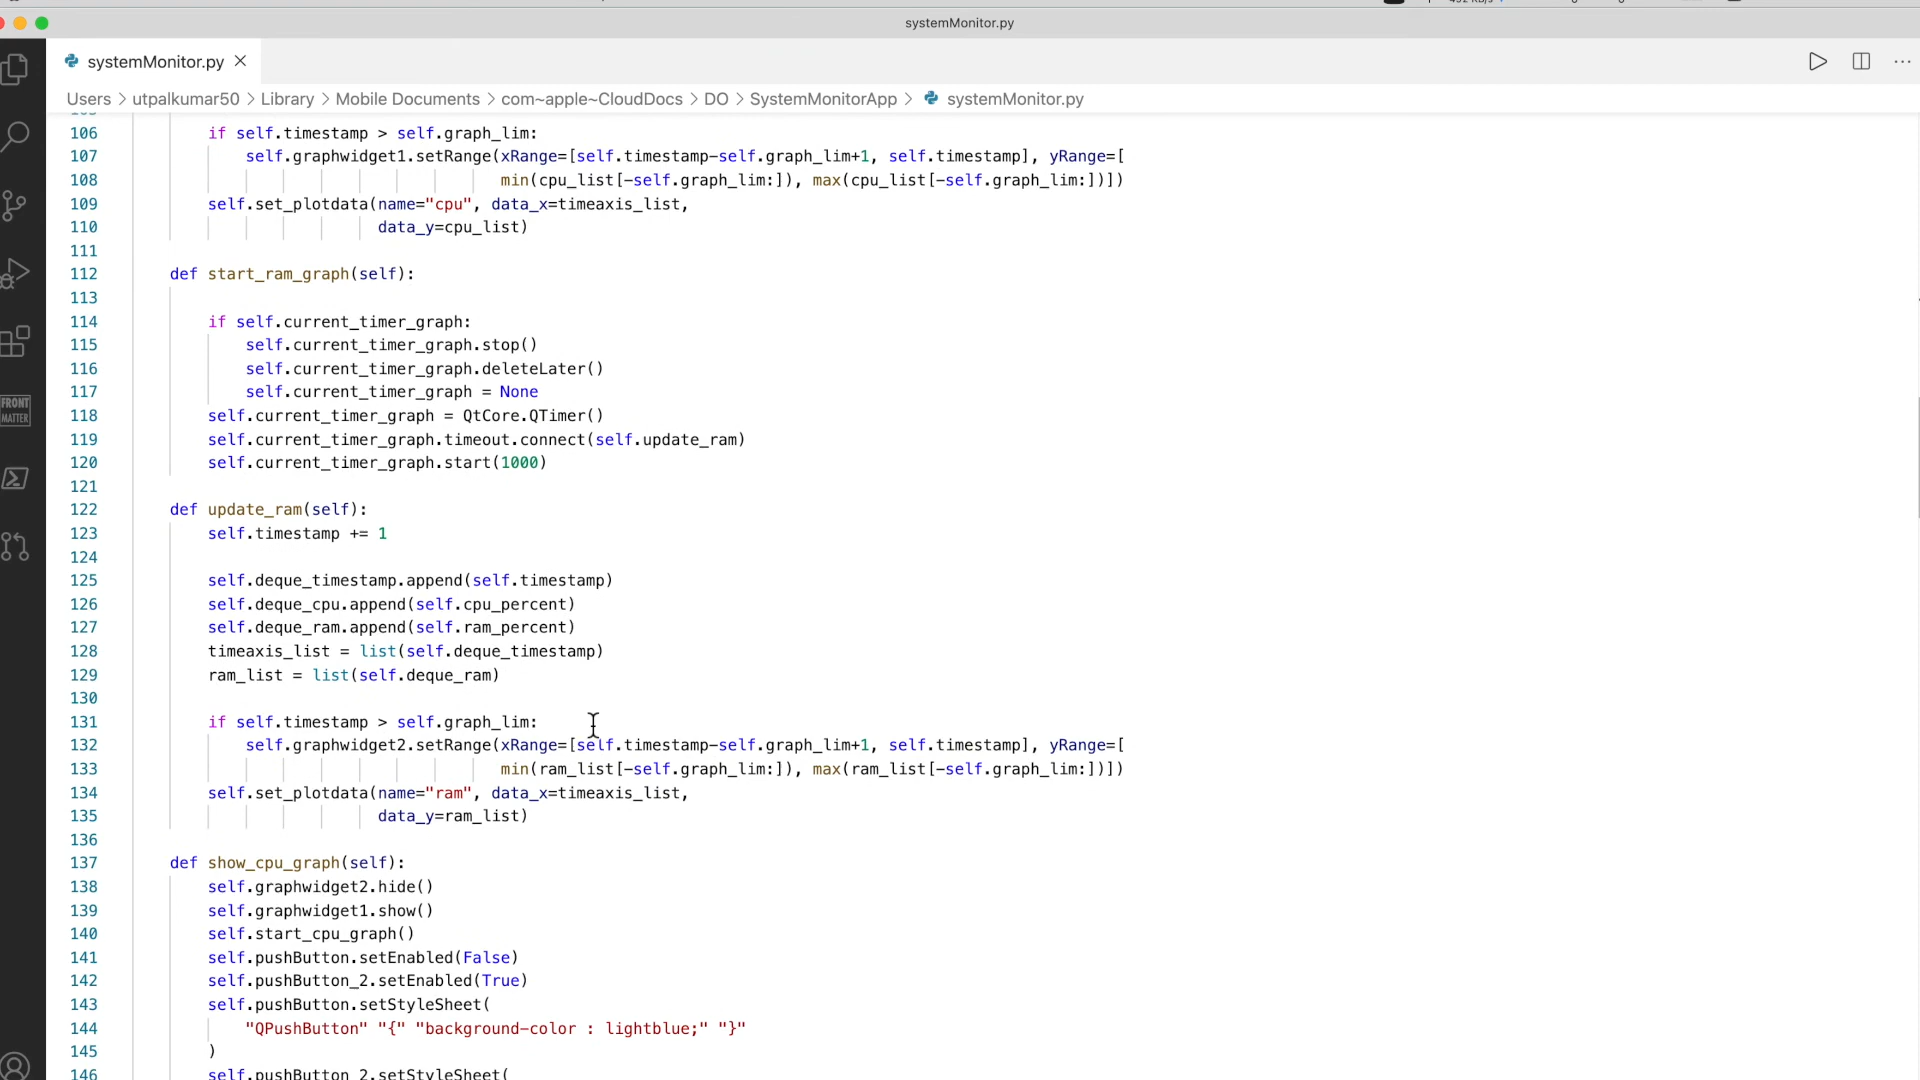 systemMonitor.py
systemMonitor.py
Users > utpalkumar50 > Library > Mobile Documents > com~apple~CloudDocs > DO > SystemMonitorApp > systemMonitor.py
106 if self.timestamp > self.graph_lim:
107 self.graphwidget1.setRange(xRange=[self.timestamp-self.graph_lim+1, self.timestamp], yRange=[
108 min(cpu_list[-self.graph_lim:]), max(cpu_list[-self.graph_lim:])])
109 self.set_plotdata(name="cpu", data_x=timeaxis_list,
110 data_y=cpu_list)
111
112 def start_ram_graph(self):
113
114 if self.current_timer_graph:
115 self.current_timer_graph.stop()
116 self.current_timer_graph.deleteLater()
117 self.current_timer_graph = None
118 self.current_timer_graph = QtCore.QTimer()
119 self.current_timer_graph.timeout.connect(self.update_ram)
120 self.current_timer_graph.start(1000)
121
122 def update_ram(self):
123 self.timestamp += 1
124
125 self.deque_timestamp.append(self.timestamp)
126 self.deque_cpu.append(self.cpu_percent)
127 self.deque_ram.append(self.ram_percent)
128 timeaxis_list = list(self.deque_timestamp)
129 ram_list = list(self.deque_ram)
130
131 if self.timestamp > self.graph_lim:
132 self.graphwidget2.setRange(xRange=[self.timestamp-self.graph_lim+1, self.timestamp], yRange=[
133 min(ram_list[-self.graph_lim:]), max(ram_list[-self.graph_lim:])])
134 self.set_plotdata(name="ram", data_x=timeaxis_list,
135 data_y=ram_list)
136
137 def show_cpu_graph(self):
138 self.graphwidget2.hide()
139 self.graphwidget1.show()
140 self.start_cpu_graph()
141 self.pushButton.setEnabled(False)
142 self.pushButton_2.setEnabled(True)
143 self.pushButton.setStyleSheet(
144 "QPushButton" "{" "background-color : lightblue;" "}"
145 )
146 self.pushButton_2.setStyleSheet(
FRONT
MATTER